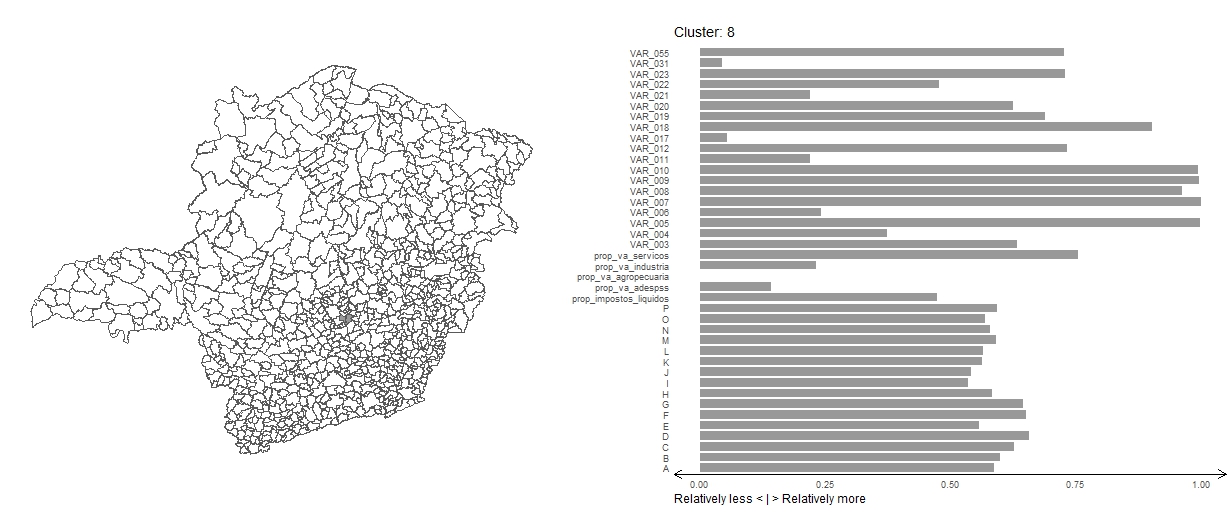 Cluster: 8
VAR_055
VAR_031
VAR_023
VAR_022
VAR_021
VAR_020
VAR_019
VAR_018
VAR_017
VAR_012
VAR_011
VAR_010
VAR_009
VAR_008
VAR_007
VAR_006
VAR_005
VAR_004
VAR_003
prop_va_servicos
prop_va_industria
prop_va_agropecuaria
prop_va_adespss
prop_impostos_liquidos
P
O
N
M
L
K
J
I
H
G
F
E
D
C
B
A
0.00 0.25 0.50 0.75 1.00
Relatively less < | > Relatively more